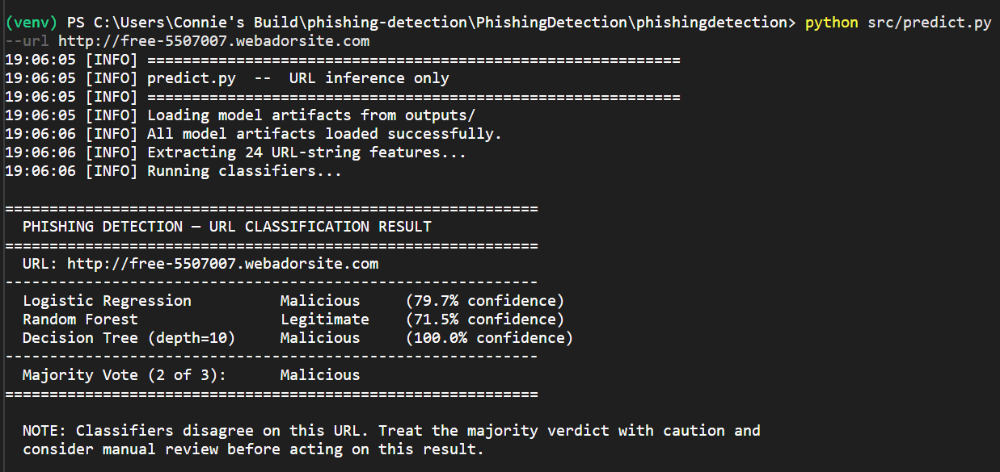 (venv) PS C:\Users\Connie's Build\phishing-detection\PhishingDetection\phishingdetection> python src/predict.py
--url http://free-5507007.webadorsite.com
19:06:05 [INFO] ============================================================
19:06:05 [INFO] predict.py  --  URL inference only
19:06:05 [INFO] ============================================================
19:06:05 [INFO] Loading model artifacts from outputs/
19:06:06 [INFO] All model artifacts loaded successfully.
19:06:06 [INFO] Extracting 24 URL-string features...
19:06:06 [INFO] Running classifiers...
============================================================
PHISHING DETECTION — URL CLASSIFICATION RESULT
============================================================
URL: http://free-5507007.webadorsite.com
------------------------------------------------------------
Logistic Regression          Malicious     (79.7% confidence)
Random Forest                Legitimate    (71.5% confidence)
Decision Tree (depth=10)     Malicious     (100.0% confidence)
------------------------------------------------------------
Majority Vote (2 of 3):      Malicious
============================================================
NOTE: Classifiers disagree on this URL. Treat the majority verdict with caution and
consider manual review before acting on this result.